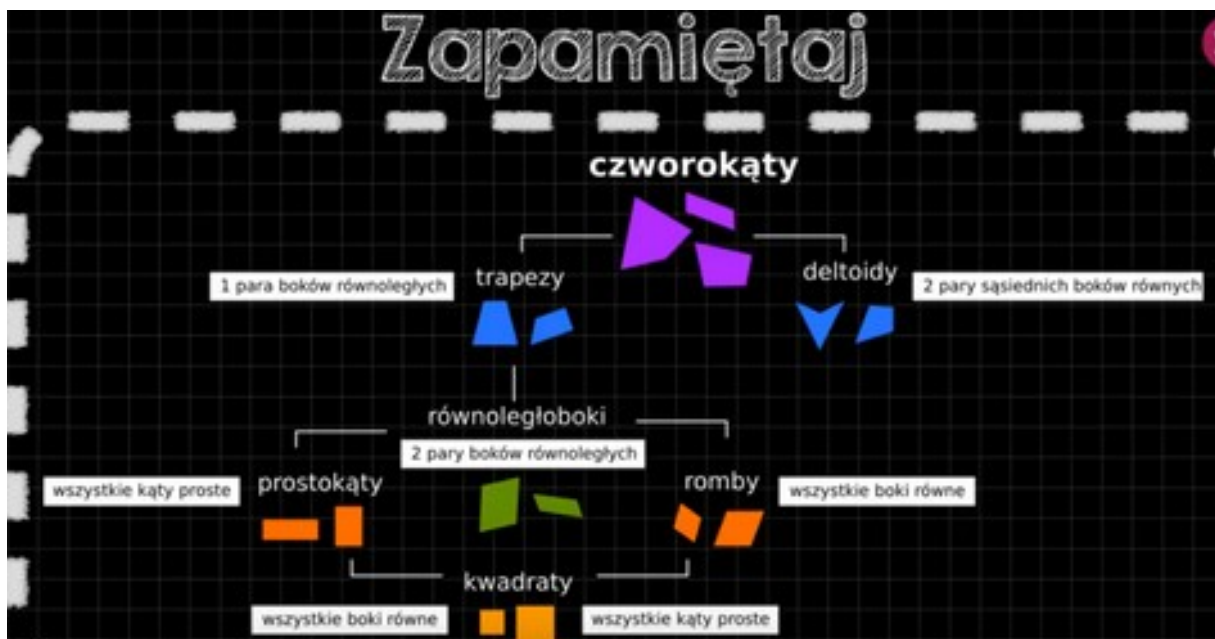 Zapamiętaj
czworokąty
trapezy
1 para boków równoległych
deltoidy
2 pary sąsiednich boków równych
równoległoboki
2 pary boków równoległych
prostokąty
wszystkie kąty proste
romby
wszystkie boki równe
kwadraty
wszystkie boki równe
wszystkie kąty proste